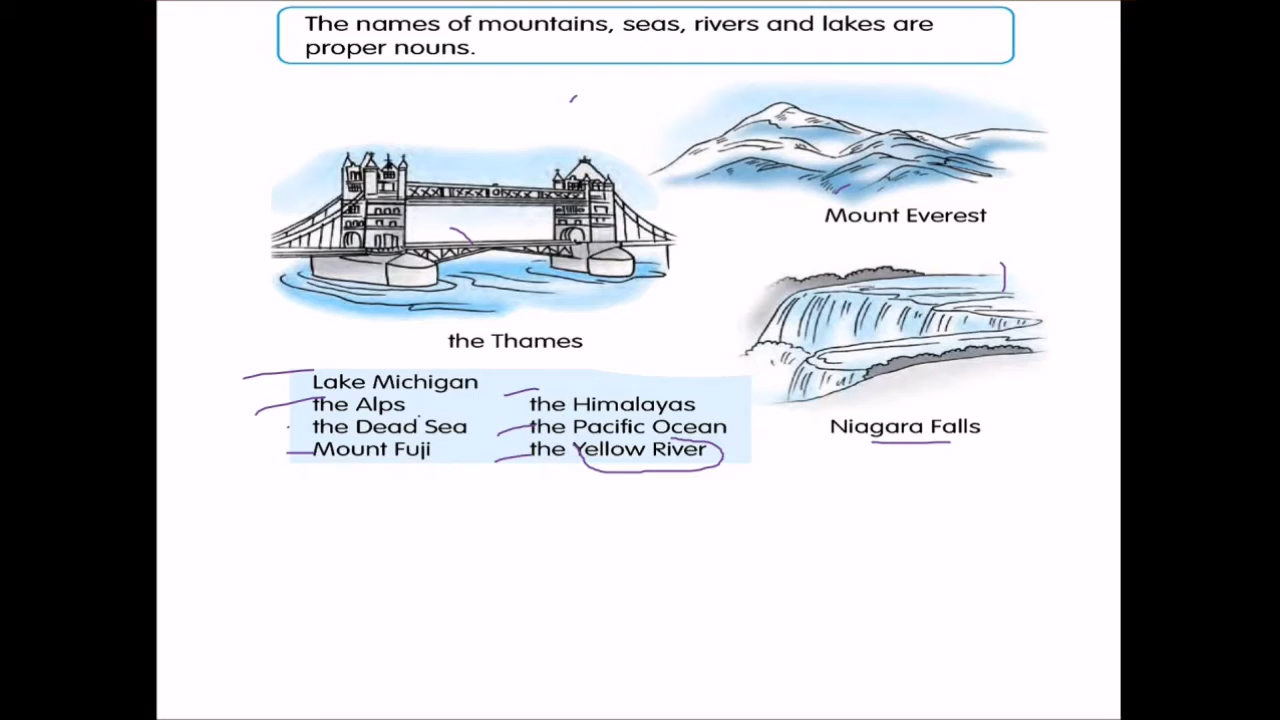 The names of mountains, seas, rivers and lakes are
proper nouns.
Mount Everest
the Thames
Niagara Falls
Lake Michigan
the Alps
the Dead Sea
Mount Fuji
the Himalayas
the Pacific Ocean
the Yellow River